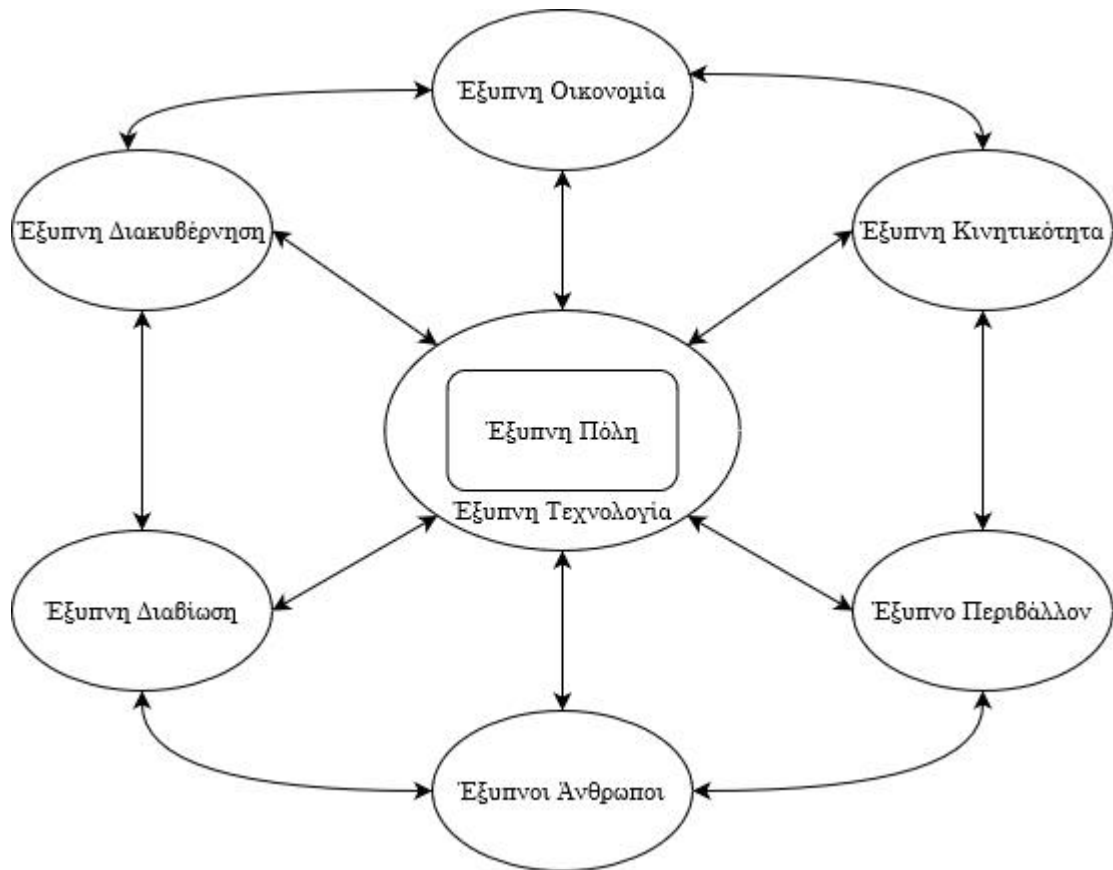 Έξυπνη Οικονομία
Έξυπνη Διακυβέρνηση
Έξυπνη Κινητικότητα
Έξυπνη Πόλη
Έξυπνη Τεχνολογία
Έξυπνη Διαβίωση
Έξυπνο Περιβάλλον
Έξυπνοι Άνθρωποι